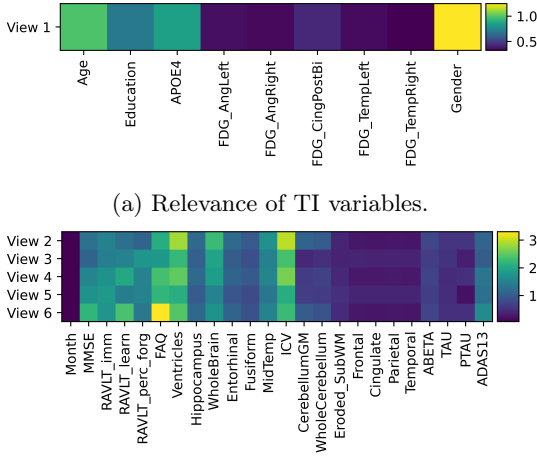 View 1
1.0
0.5
Age
Education
APOE4
FDG_AngLeft
FDG_AngRight
FDG_CingPostBi
FDG_TempLeft
FDG_TempRight
Gender
(a) Relevance of TI variables.
View 2
View 3
View 4
View 5
View 6
3
2
1
Month
MMSE
RAVLT_imm
RAVLT_learn
RAVLT_perc_forg
FAQ
Ventricles
Hippocampus
WholeBrain
Entorhinal
Fusiform
MidTemp
ICV
CerebellumGM
WholeCerebellum
Eroded_SubWM
Frontal
Cingulate
Parietal
Temporal
ABETA
TAU
PTAU
ADAS13